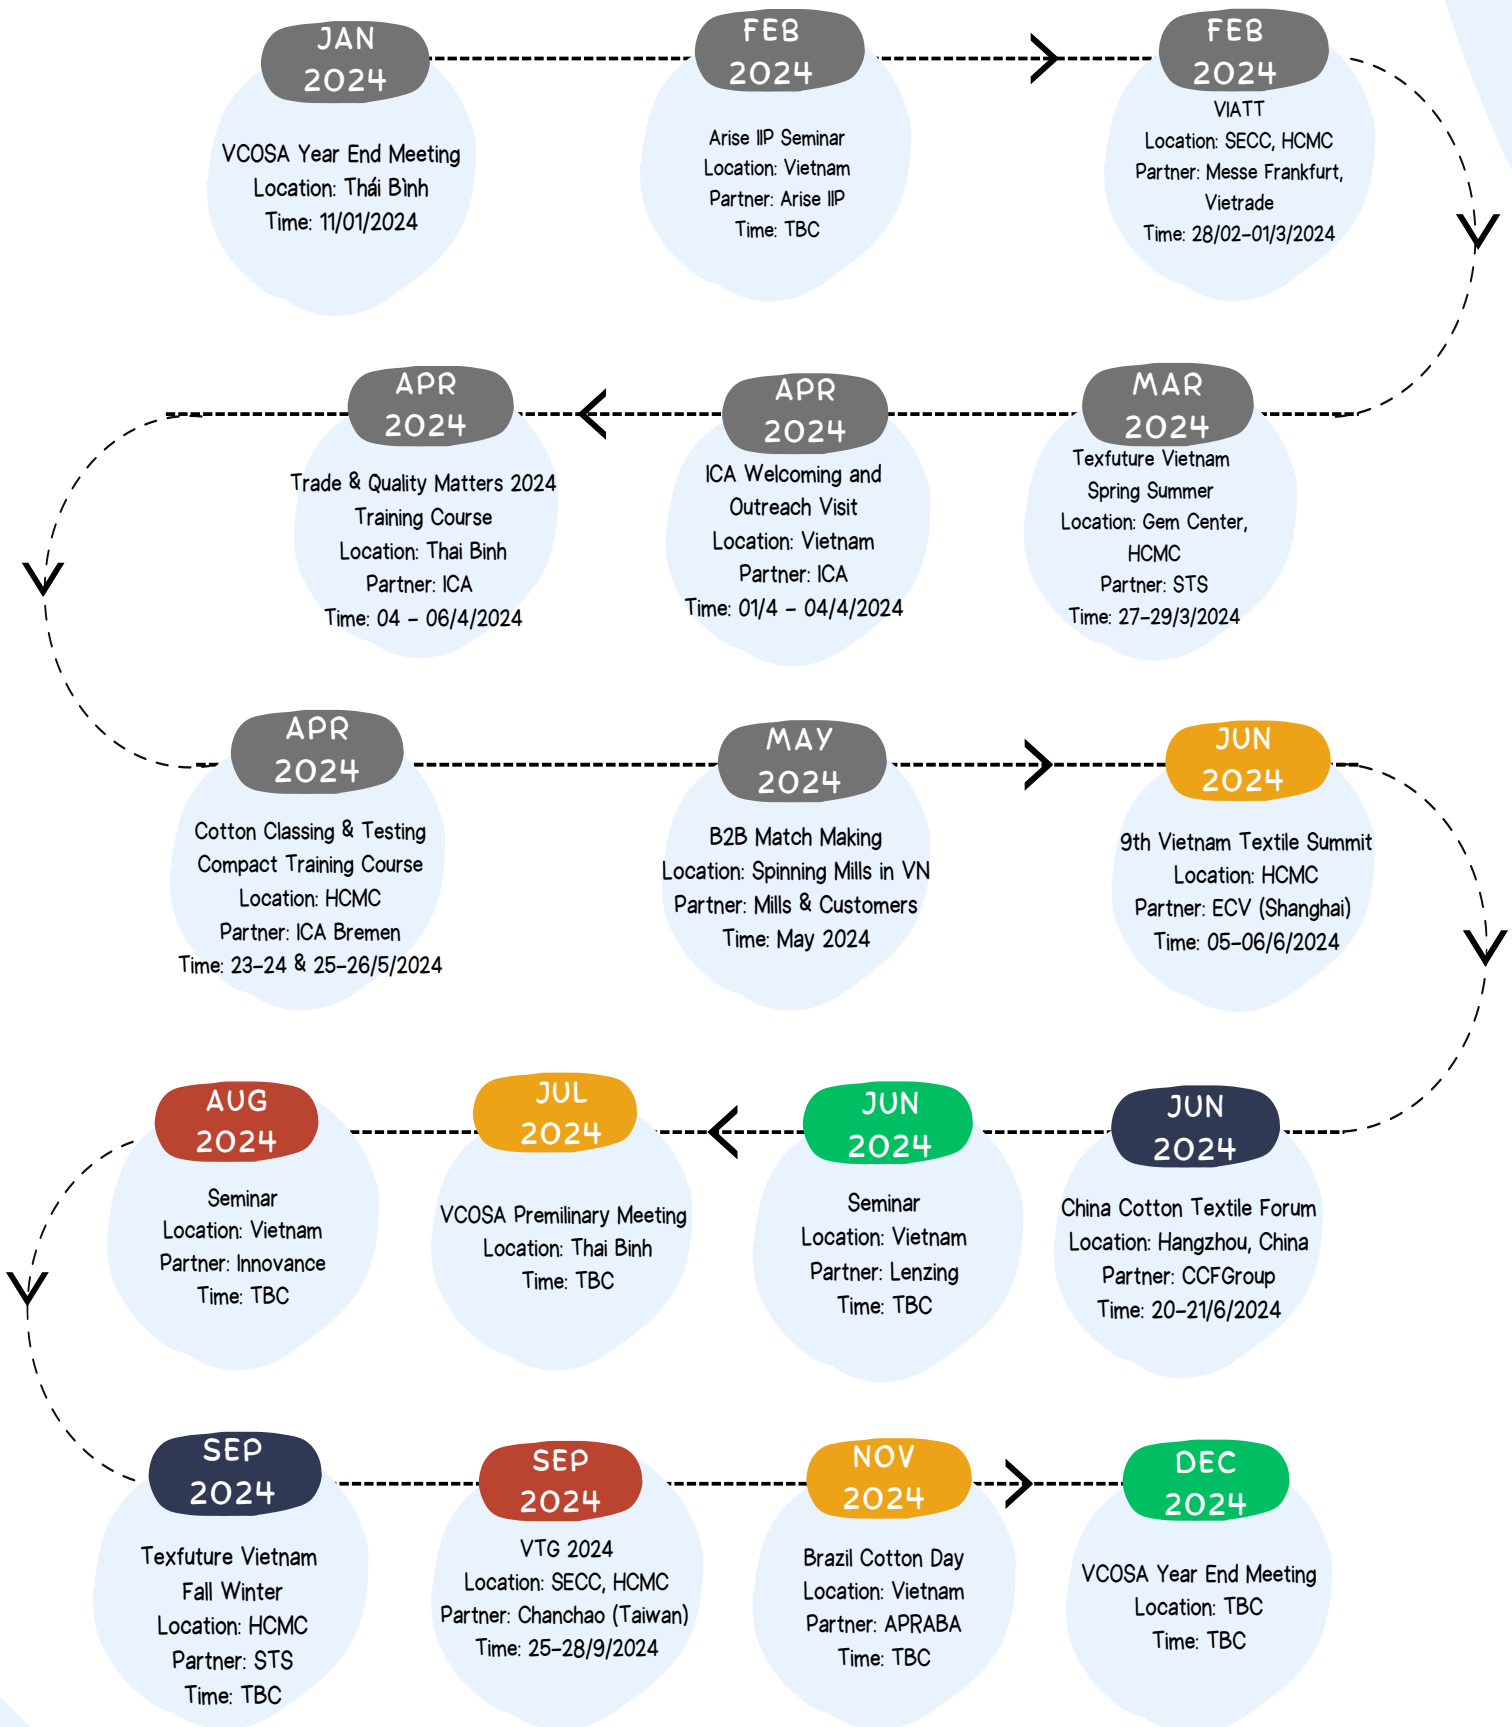 JAN
2024
VCOSA Year End Meeting
Location: Thái Bình
Time: 11/01/2024
FEB
2024
Arise IIP Seminar
Location: Vietnam
Partner: Arise IIP
Time: TBC
FEB
2024
VIATT
Location: SECC, HCMC
Partner: Messe Frankfurt,
Vietrade
Time: 28/02-01/3/2024
MAR
2024
Texfuture Vietnam
Spring Summer
Location: Gem Center,
HCMC
Partner: STS
Time: 27-29/3/2024
APR
2024
ICA Welcoming and
Outreach Visit
Location: Vietnam
Partner: ICA
Time: 01/4 - 04/4/2024
APR
2024
Trade & Quality Matters 2024
Training Course
Location: Thai Binh
Partner: ICA
Time: 04 - 06/4/2024
APR
2024
Cotton Classing & Testing
Compact Training Course
Location: HCMC
Partner: ICA Bremen
Time: 23-24 & 25-26/5/2024
MAY
2024
B2B Match Making
Location: Spinning Mills in VN
Partner: Mills & Customers
Time: May 2024
JUN
2024
9th Vietnam Textile Summit
Location: HCMC
Partner: ECV (Shanghai)
Time: 05-06/6/2024
JUN
2024
China Cotton Textile Forum
Location: Hangzhou, China
Partner: CCFGroup
Time: 20-21/6/2024
JUN
2024
Seminar
Location: Vietnam
Partner: Lenzing
Time: TBC
JUL
2024
VCOSA Premilinary Meeting
Location: Thai Binh
Time: TBC
AUG
2024
Seminar
Location: Vietnam
Partner: Innovance
Time: TBC
SEP
2024
Texfuture Vietnam
Fall Winter
Location: HCMC
Partner: STS
Time: TBC
SEP
2024
VTG 2024
Location: SECC, HCMC
Partner: Chanchao (Taiwan)
Time: 25-28/9/2024
NOV
2024
Brazil Cotton Day
Location: Vietnam
Partner: APRABA
Time: TBC
DEC
2024
VCOSA Year End Meeting
Location: TBC
Time: TBC